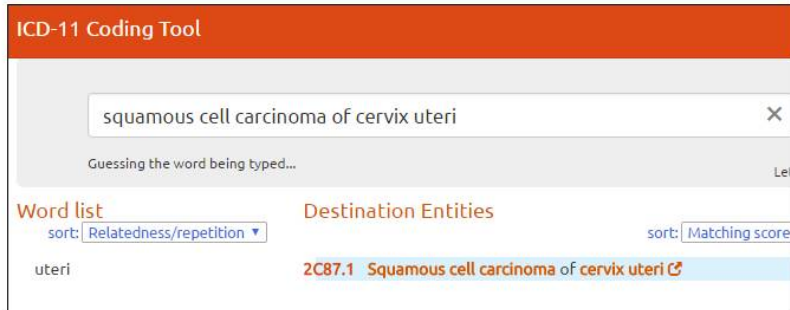 ICD-11 Coding Tool
squamous cell carcinoma of cervix uteri
Guessing the word being typed...
Word list
Destination Entities
sort: Relatedness/repetition
sort: Matching score
uteri
2C87.1 Squamous cell carcinoma of cervix uteri